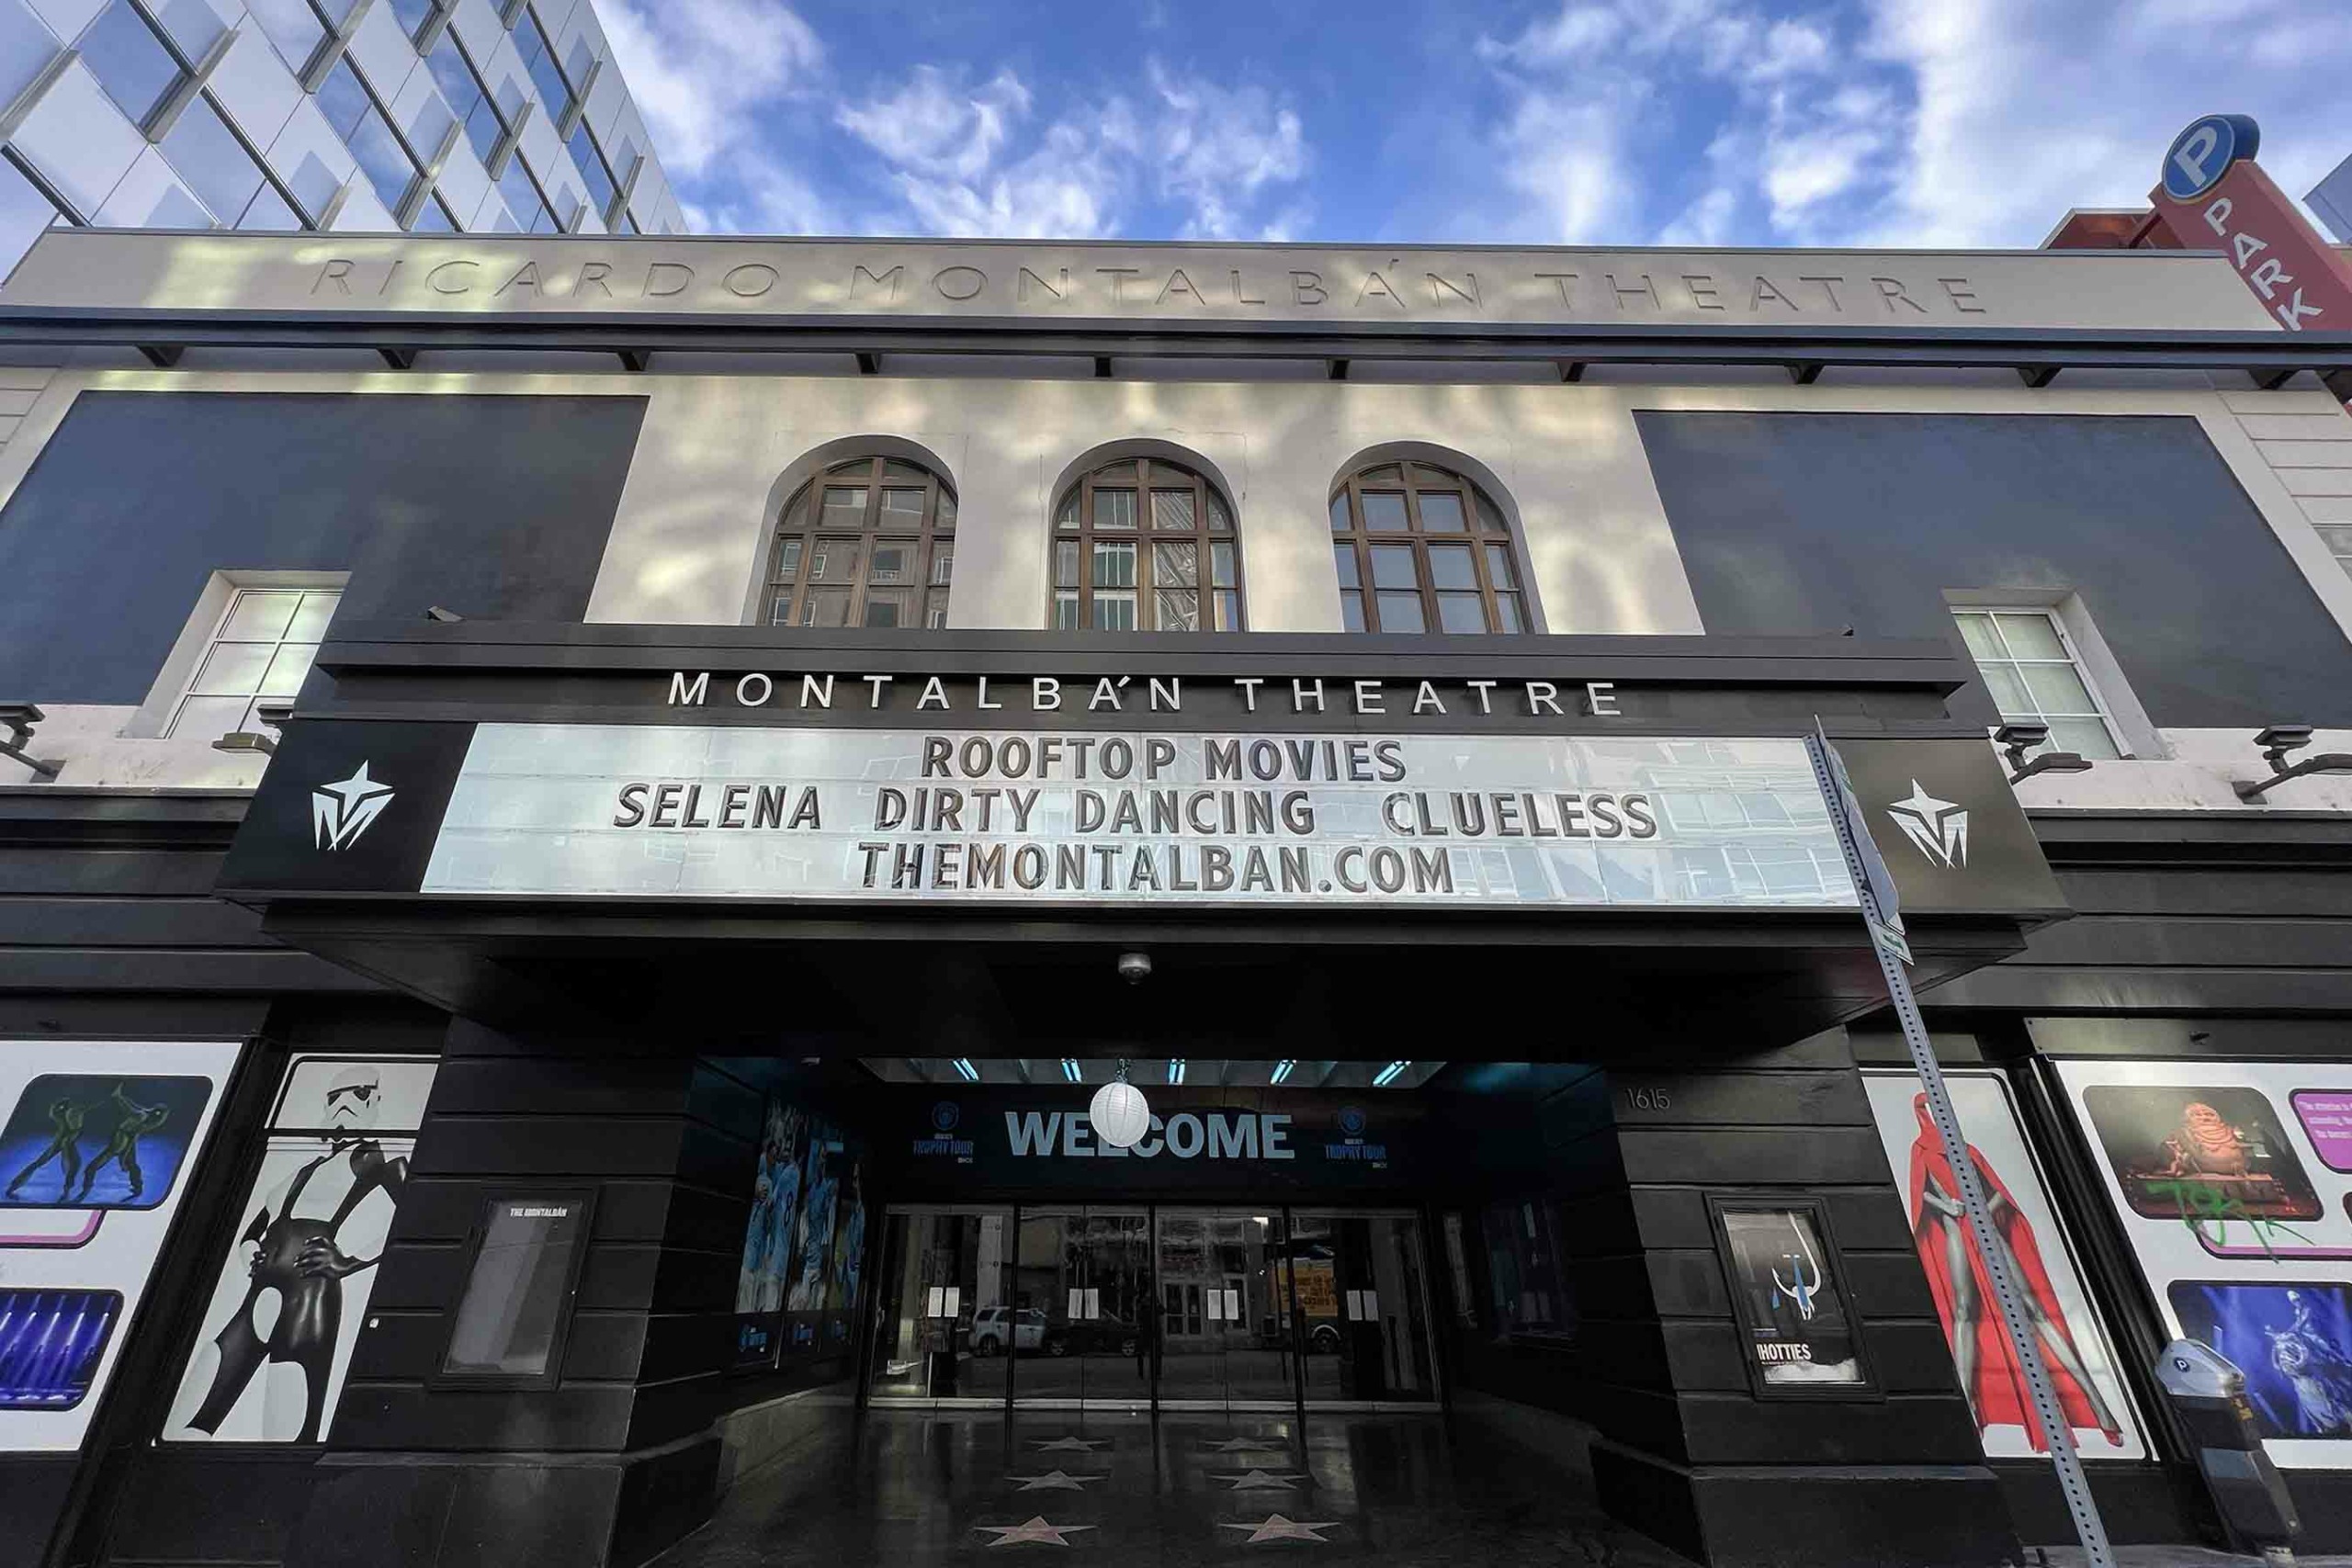 P
PARK
RICARDO MONTALBÁN THEATRE
MONTALBÁN THEATRE
ROOFTOP MOVIES
SELENA DIRTY DANCING CLUELESS
THEMONTALBAN.COM
1615
WELCOME
TROPHY TOUR
TROPHY TOUR
THE MONTALBÁN
HOTTIES
P